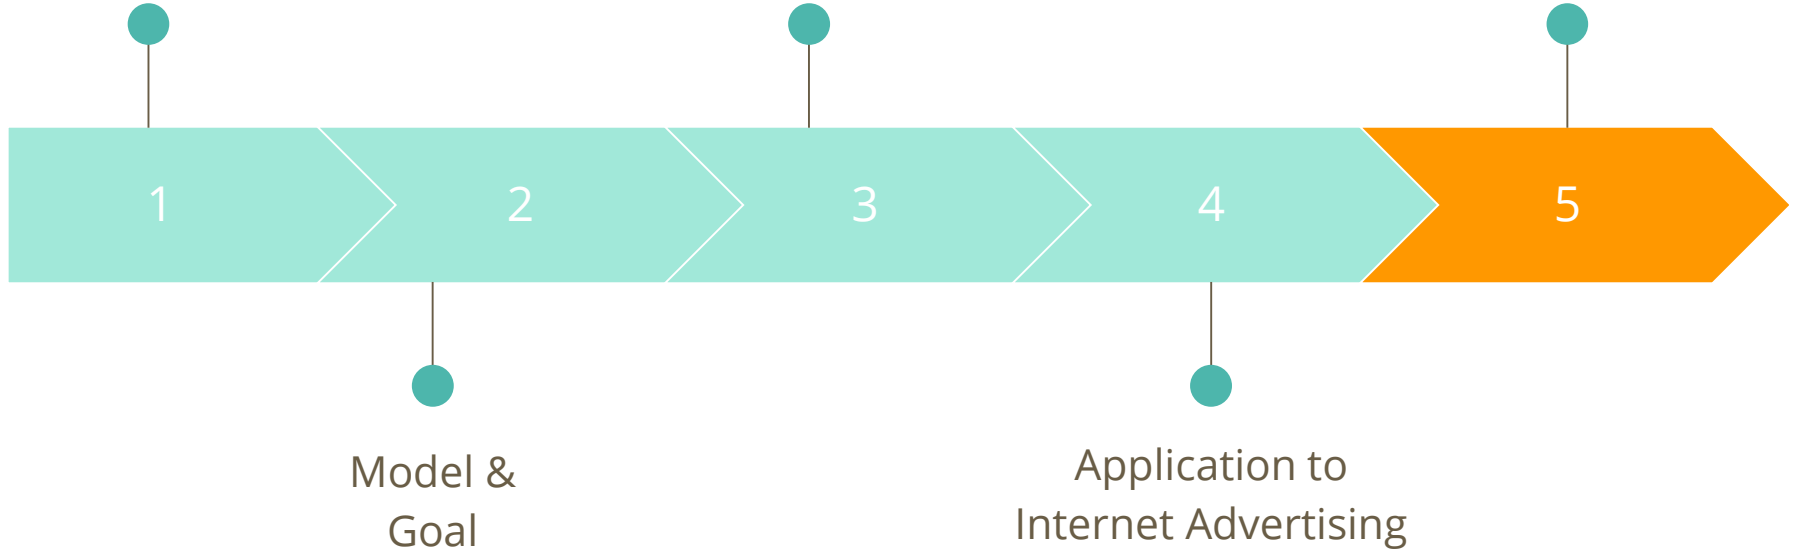 1 2 3 4 5
Model &
Goal
Application to
Internet Advertising